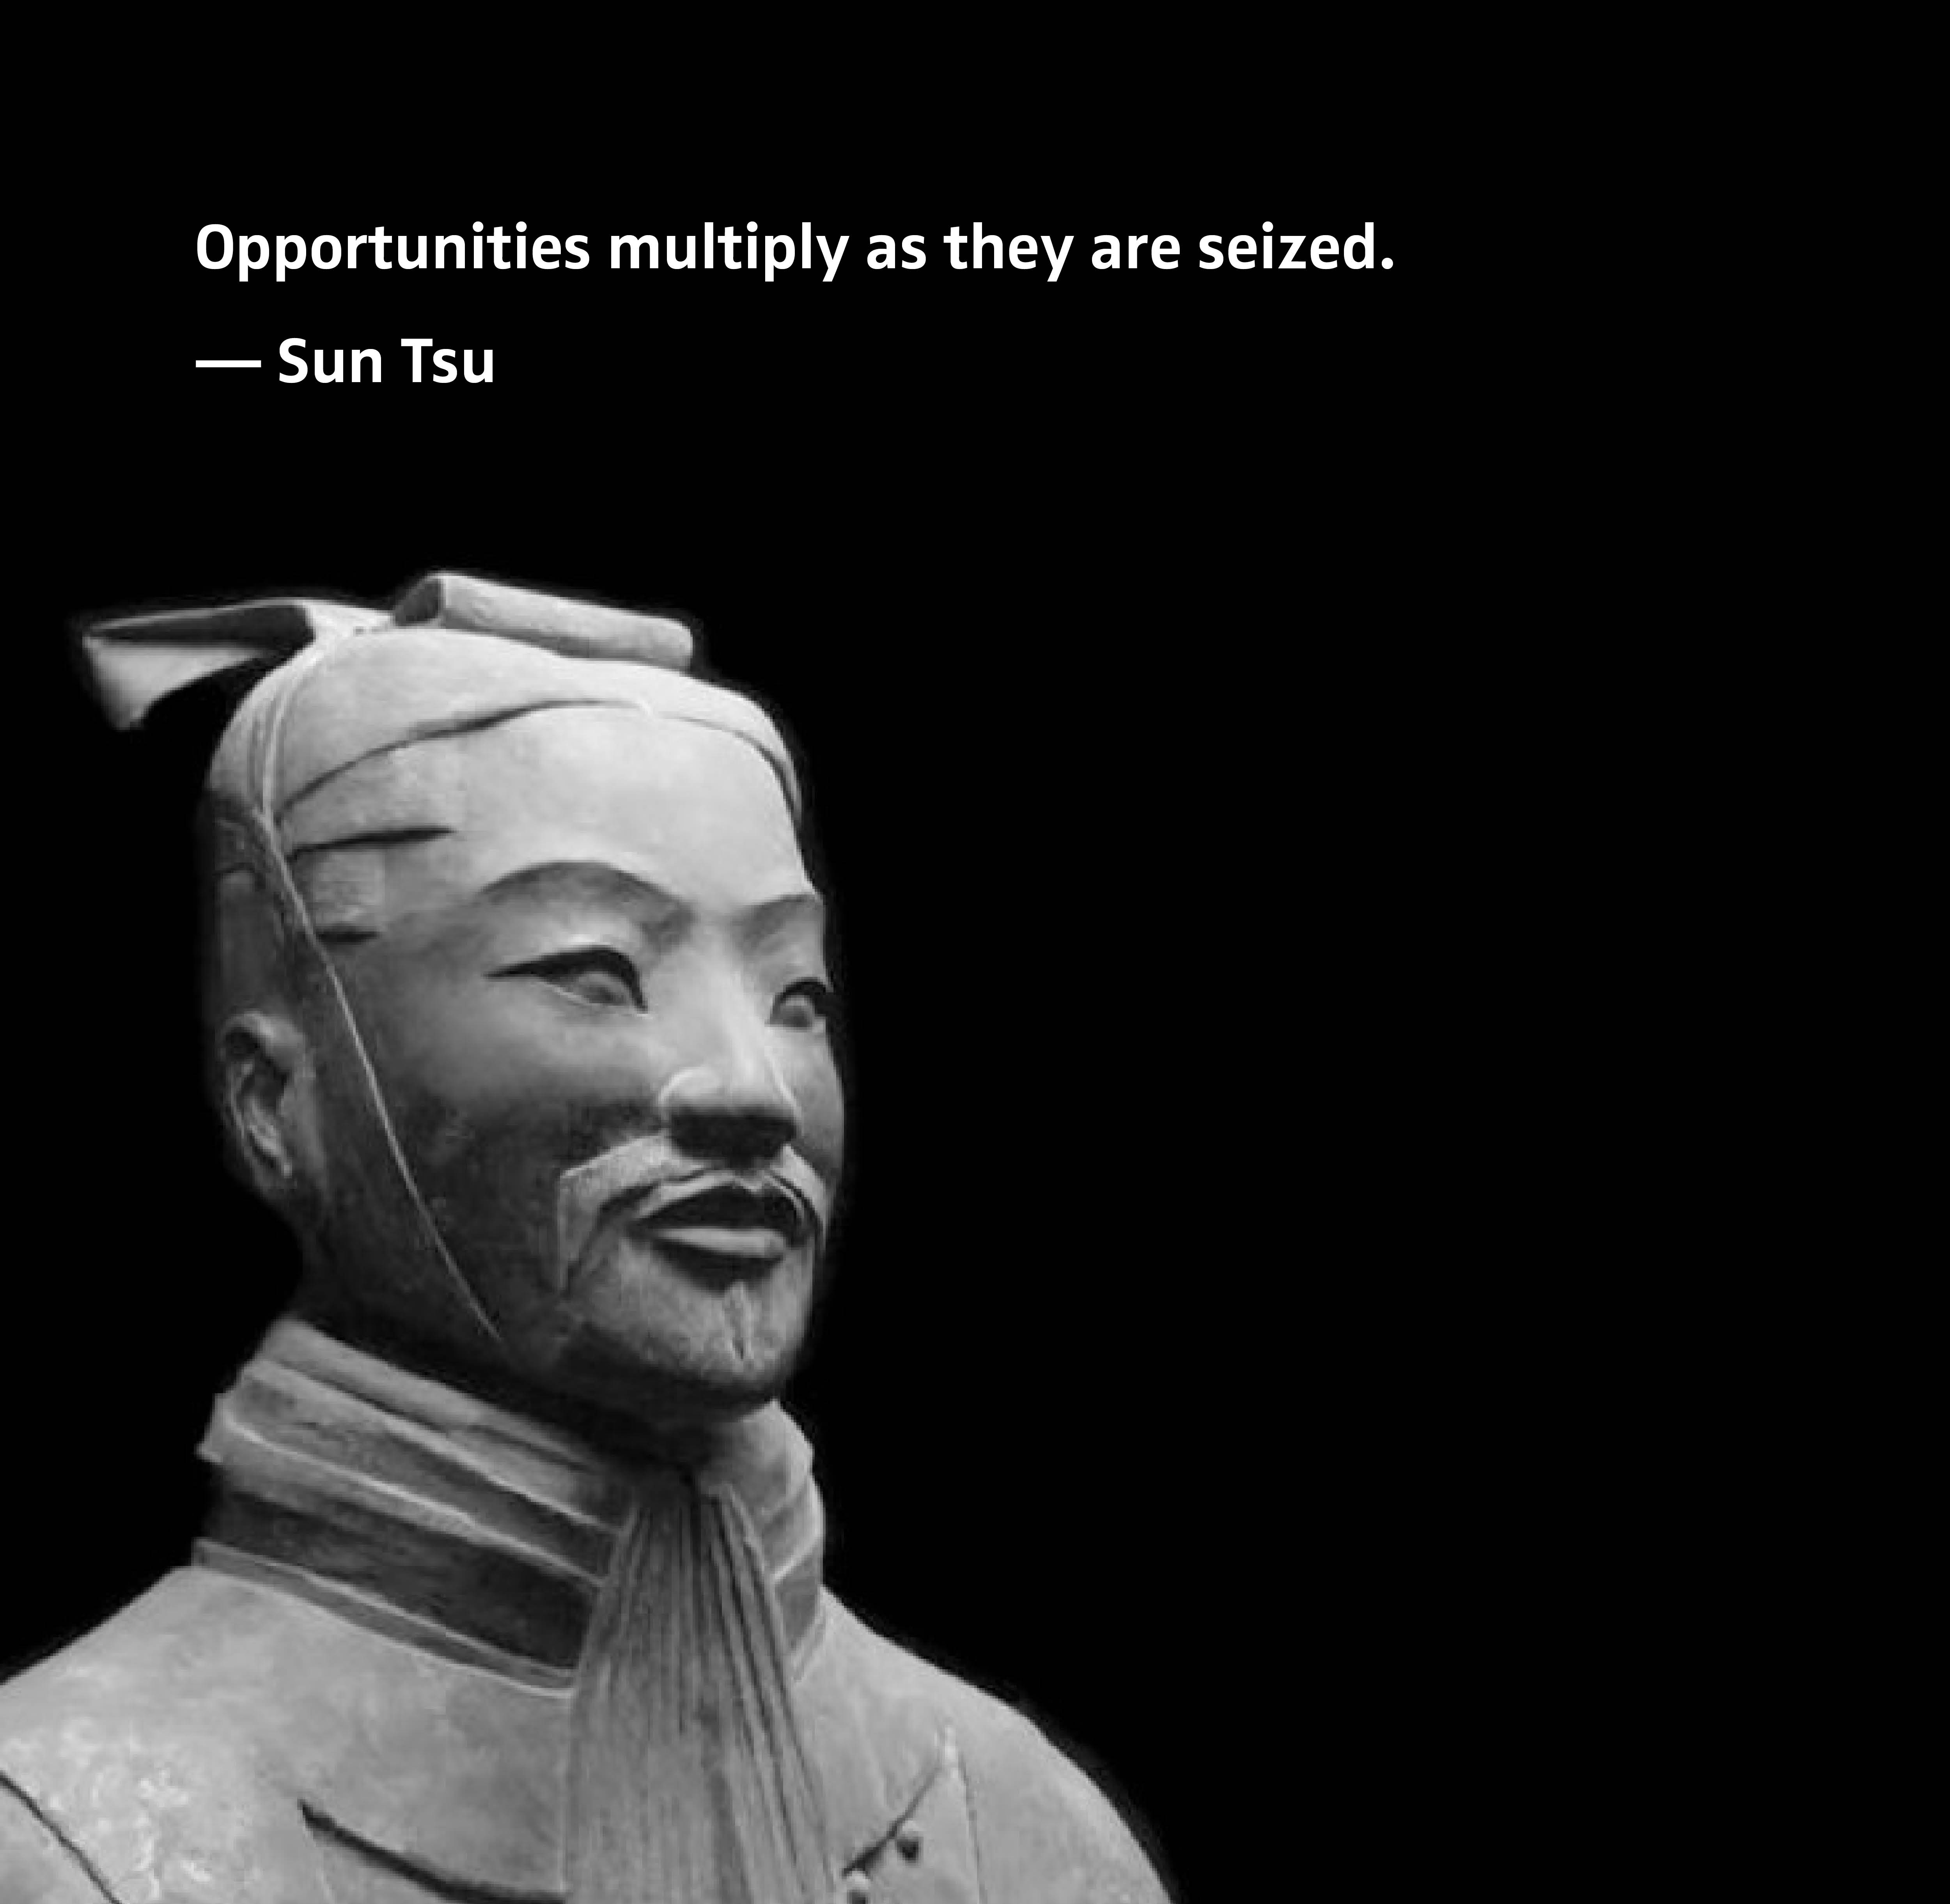 Opportunities multiply as they are seized.
— Sun Tsu